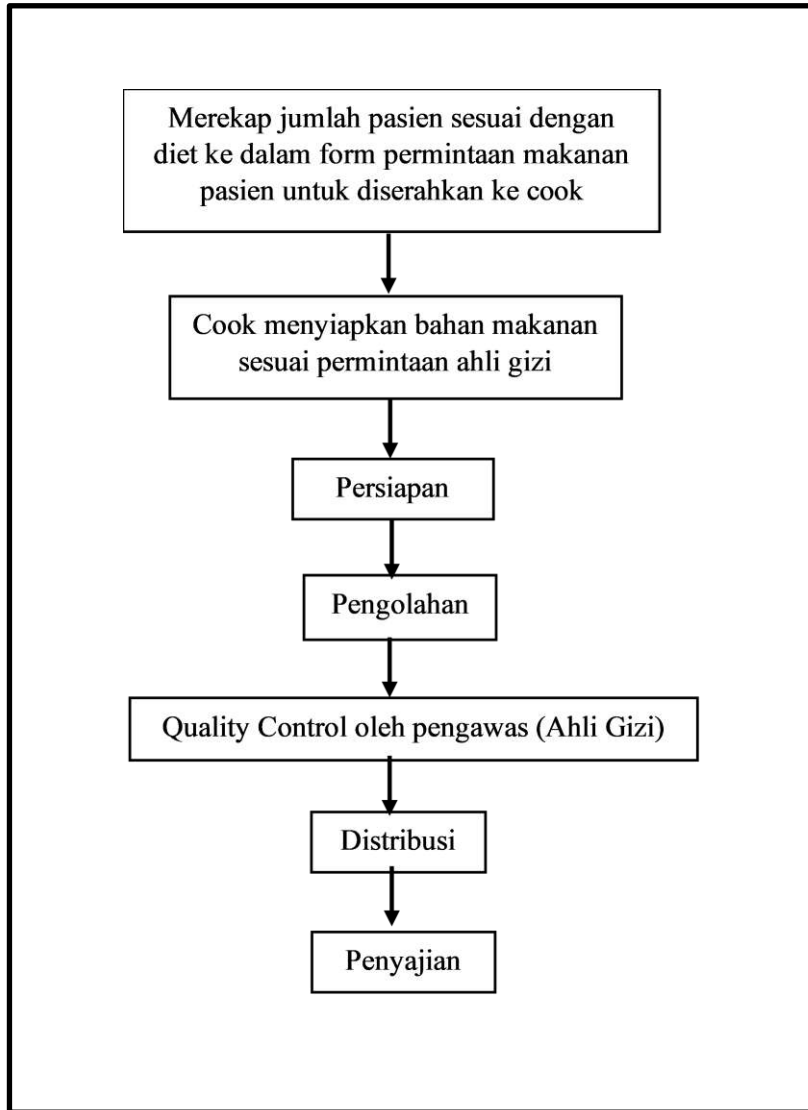 Merekap jumlah pasien sesuai dengan
diet ke dalam form permintaan makanan
pasien untuk diserahkan ke cook
Cook menyiapkan bahan makanan
sesuai permintaan ahli gizi
Persiapan
Pengolahan
Quality Control oleh pengawas (Ahli Gizi)
Distribusi
Penyajian